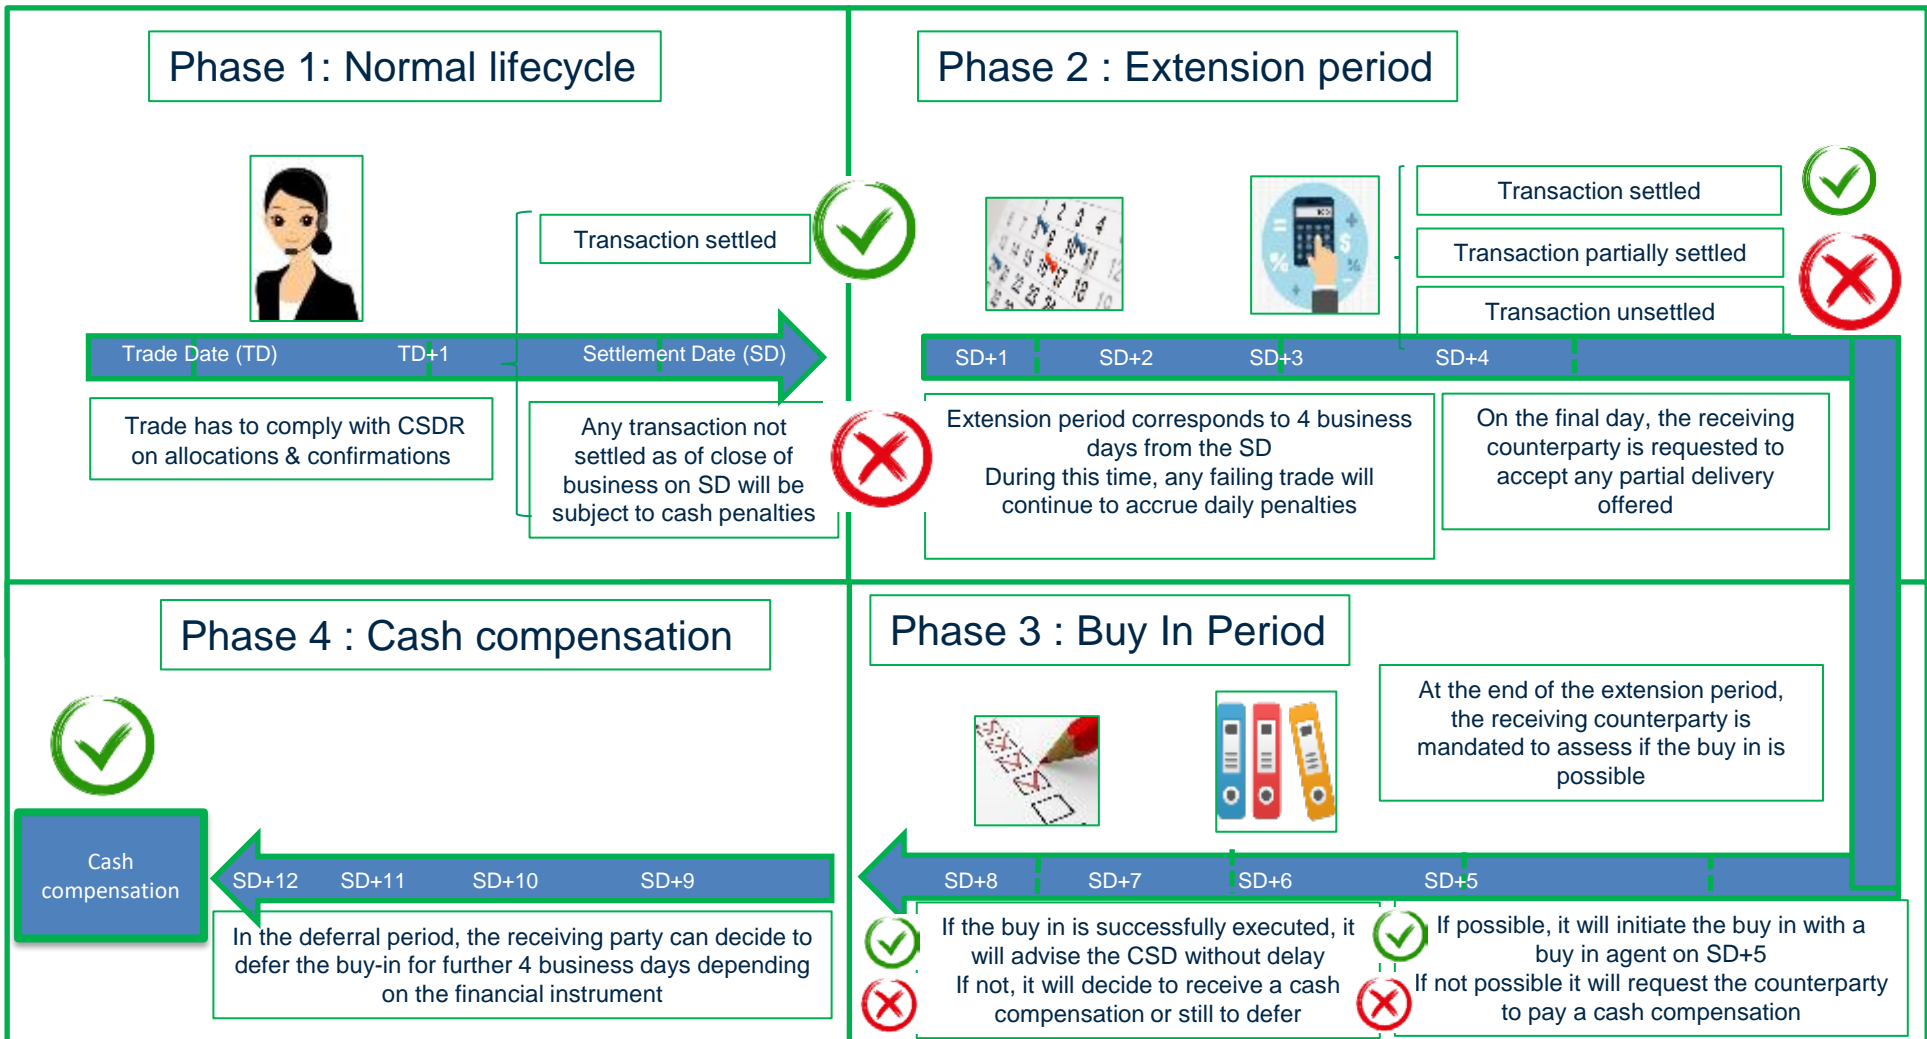 Phase 1: Normal lifecycle
Transaction settled
Trade Date (TD)
TD+1
Settlement Date (SD)
Trade has to comply with CSDR
on allocations & confirmations
Any transaction not
settled as of close of
business on SD will be
subject to cash penalties
Phase 2 : Extension period
Transaction settled
Transaction partially settled
Transaction unsettled
SD+1
SD+2
SD+3
SD+4
Extension period corresponds to 4 business
days from the SD
During this time, any failing trade will
continue to accrue daily penalties
On the final day, the receiving
counterparty is requested to
accept any partial delivery
offered
Phase 3 : Buy In Period
At the end of the extension period,
the receiving counterparty is
mandated to assess if the buy in is
possible
SD+8
SD+7
SD+6
SD+5
If possible, it will initiate the buy in with a
buy in agent on SD+5
If not possible it will request the counterparty
to pay a cash compensation
If the buy in is successfully executed, it
will advise the CSD without delay
If not, it will decide to receive a cash
compensation or still to defer
Phase 4 : Cash compensation
SD+12
SD+11
SD+10
SD+9
In the deferral period, the receiving party can decide to
defer the buy-in for further 4 business days depending
on the financial instrument
Cash
compensation